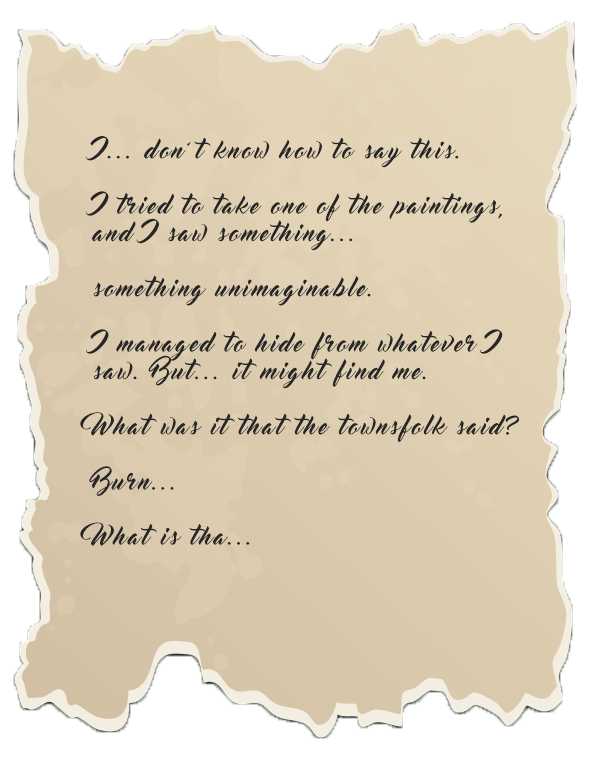 I... don't know how to say this.
I tried to take one of the paintings,
and I saw something...
something unimaginable.
I managed to hide from whatever I
saw. But... it might find me.
What was it that the townsfolk said?
Burn...
What is tha...